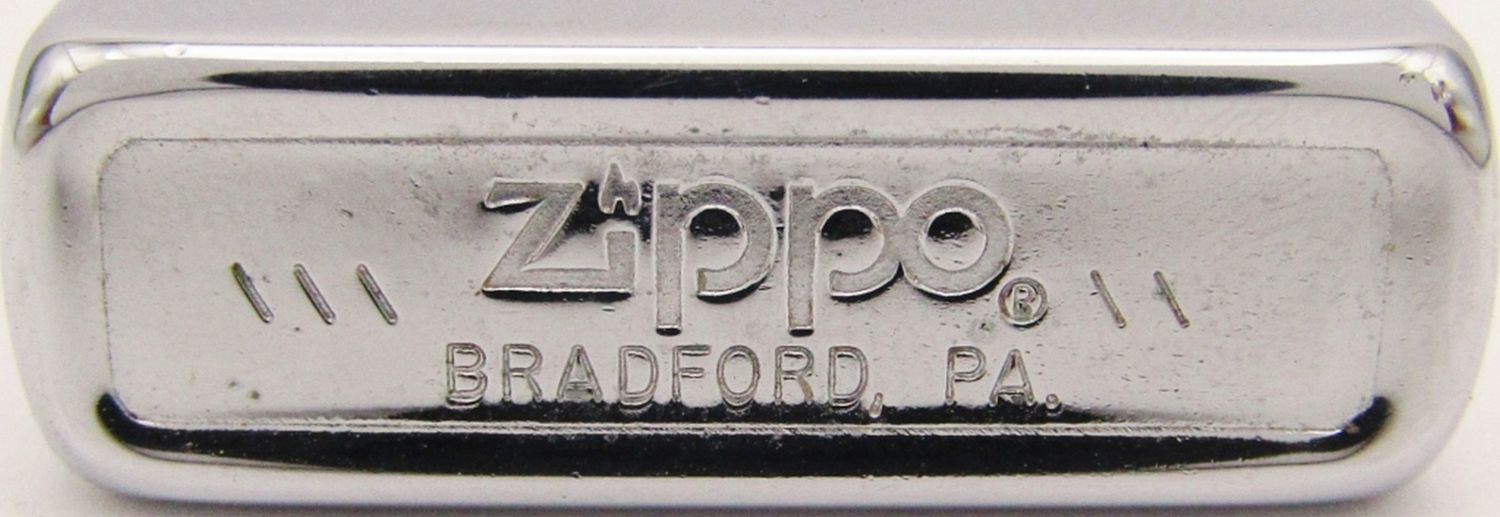 \\\ Zippo® \\
BRADFORD, PA.